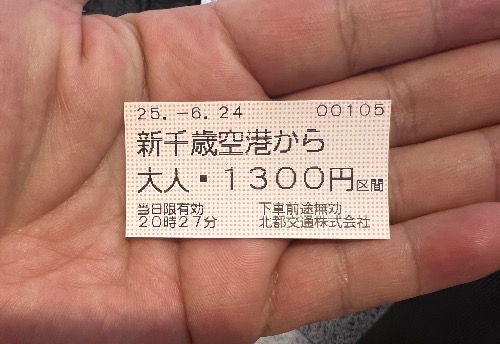 25.-6.24 00105
新千歳空港から
大人・1300円区間
当日限有効 下車前途無効
20時27分 北都交通株式会社